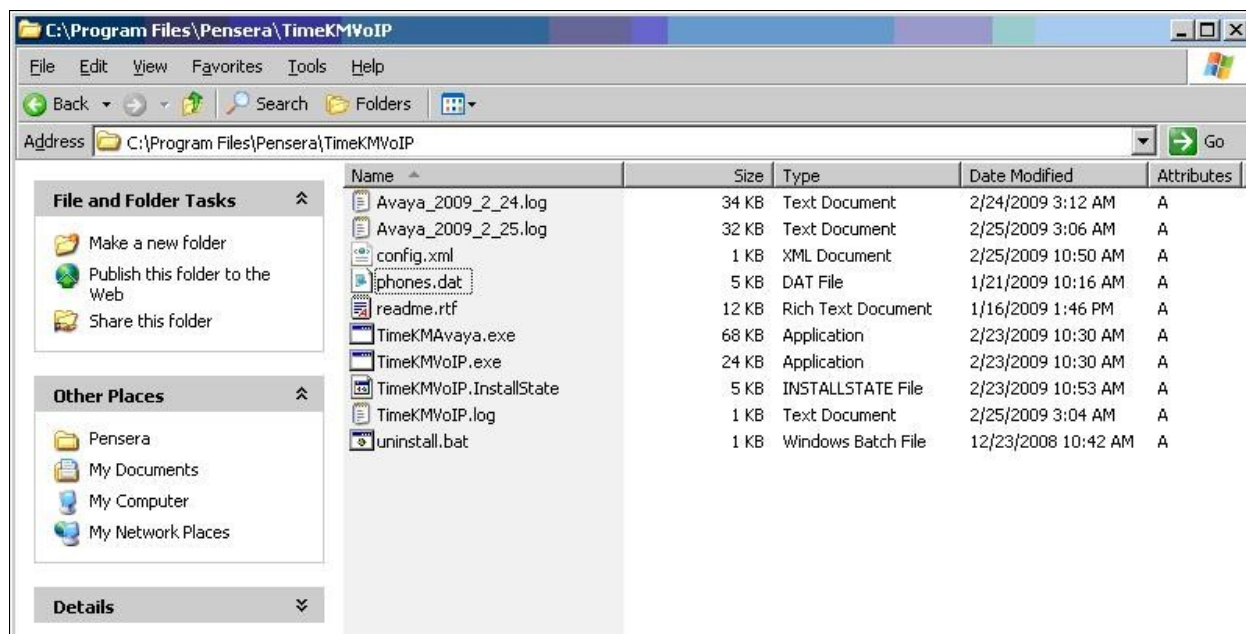 C:\Program Files\Pensera\TimeKMVoIP
File Edit View Favorites Tools Help
Back Search Folders
Address C:\Program Files\Pensera\TimeKMVoIP Go
File and Folder Tasks
Make a new folder
Publish this folder to the
Web
Share this folder
Other Places
Pensera
My Documents
My Computer
My Network Places
Details
Name Size Type Date Modified Attributes
Avaya_2009_2_24.log 34 KB Text Document 2/24/2009 3:12 AM A
Avaya_2009_2_25.log 32 KB Text Document 2/25/2009 3:06 AM A
config.xml 1 KB XML Document 2/25/2009 10:50 AM A
phones.dat 5 KB DAT File 1/21/2009 10:16 AM A
readme.rtf 12 KB Rich Text Document 1/16/2009 1:46 PM A
TimeKMAvaya.exe 68 KB Application 2/23/2009 10:30 AM A
TimeKMVoIP.exe 24 KB Application 2/23/2009 10:30 AM A
TimeKMVoIP.InstallState 5 KB INSTALLSTATE File 2/23/2009 10:53 AM A
TimeKMVoIP.log 1 KB Text Document 2/25/2009 3:04 AM A
uninstall.bat 1 KB Windows Batch File 12/23/2008 10:42 AM A